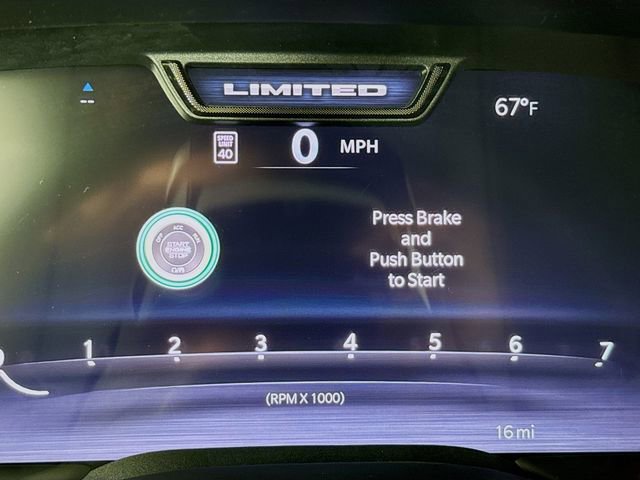 LIMITED
67°F
SPEED
LIMIT
40
0 MPH
Press Brake
and
Push Button
to Start
ACC
OFF
RUN
START
ENGINE
STOP
1 2 3 4 5 6 7
(RPM X 1000)
16 mi